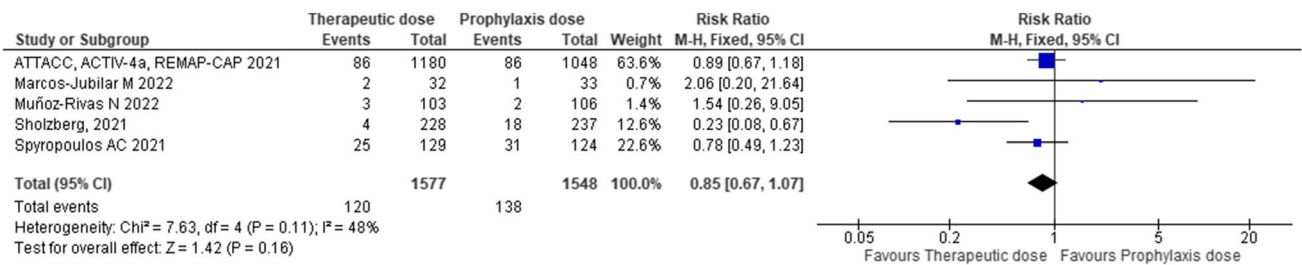 Therapeutic dose Prophylaxis dose Risk Ratio Risk Ratio
Study or Subgroup Events Total Events Total Weight M-H, Fixed, 95% CI M-H, Fixed, 95% CI
ATTACC, ACTIV-4a, REMAP-CAP 2021 86 1180 86 1048 63.6% 0.89 [0.67, 1.18]
Marcos-Jubilar M 2022 2 32 1 33 0.7% 2.06 [0.20, 21.64]
Muñoz-Rivas N 2022 3 103 2 106 1.4% 1.54 [0.26, 9.05]
Sholzberg, 2021 4 228 18 237 12.6% 0.23 [0.08, 0.67]
Spyropoulos AC 2021 25 129 31 124 22.6% 0.78 [0.49, 1.23]
Total (95% CI) 1577 1548 100.0% 0.85 [0.67, 1.07]
Total events 120 138
Heterogeneity: Chi² = 7.63, df = 4 (P = 0.11); I² = 48%
Test for overall effect: Z = 1.42 (P = 0.16)
0.05 0.2 1 5 20
Favours Therapeutic dose Favours Prophylaxis dose